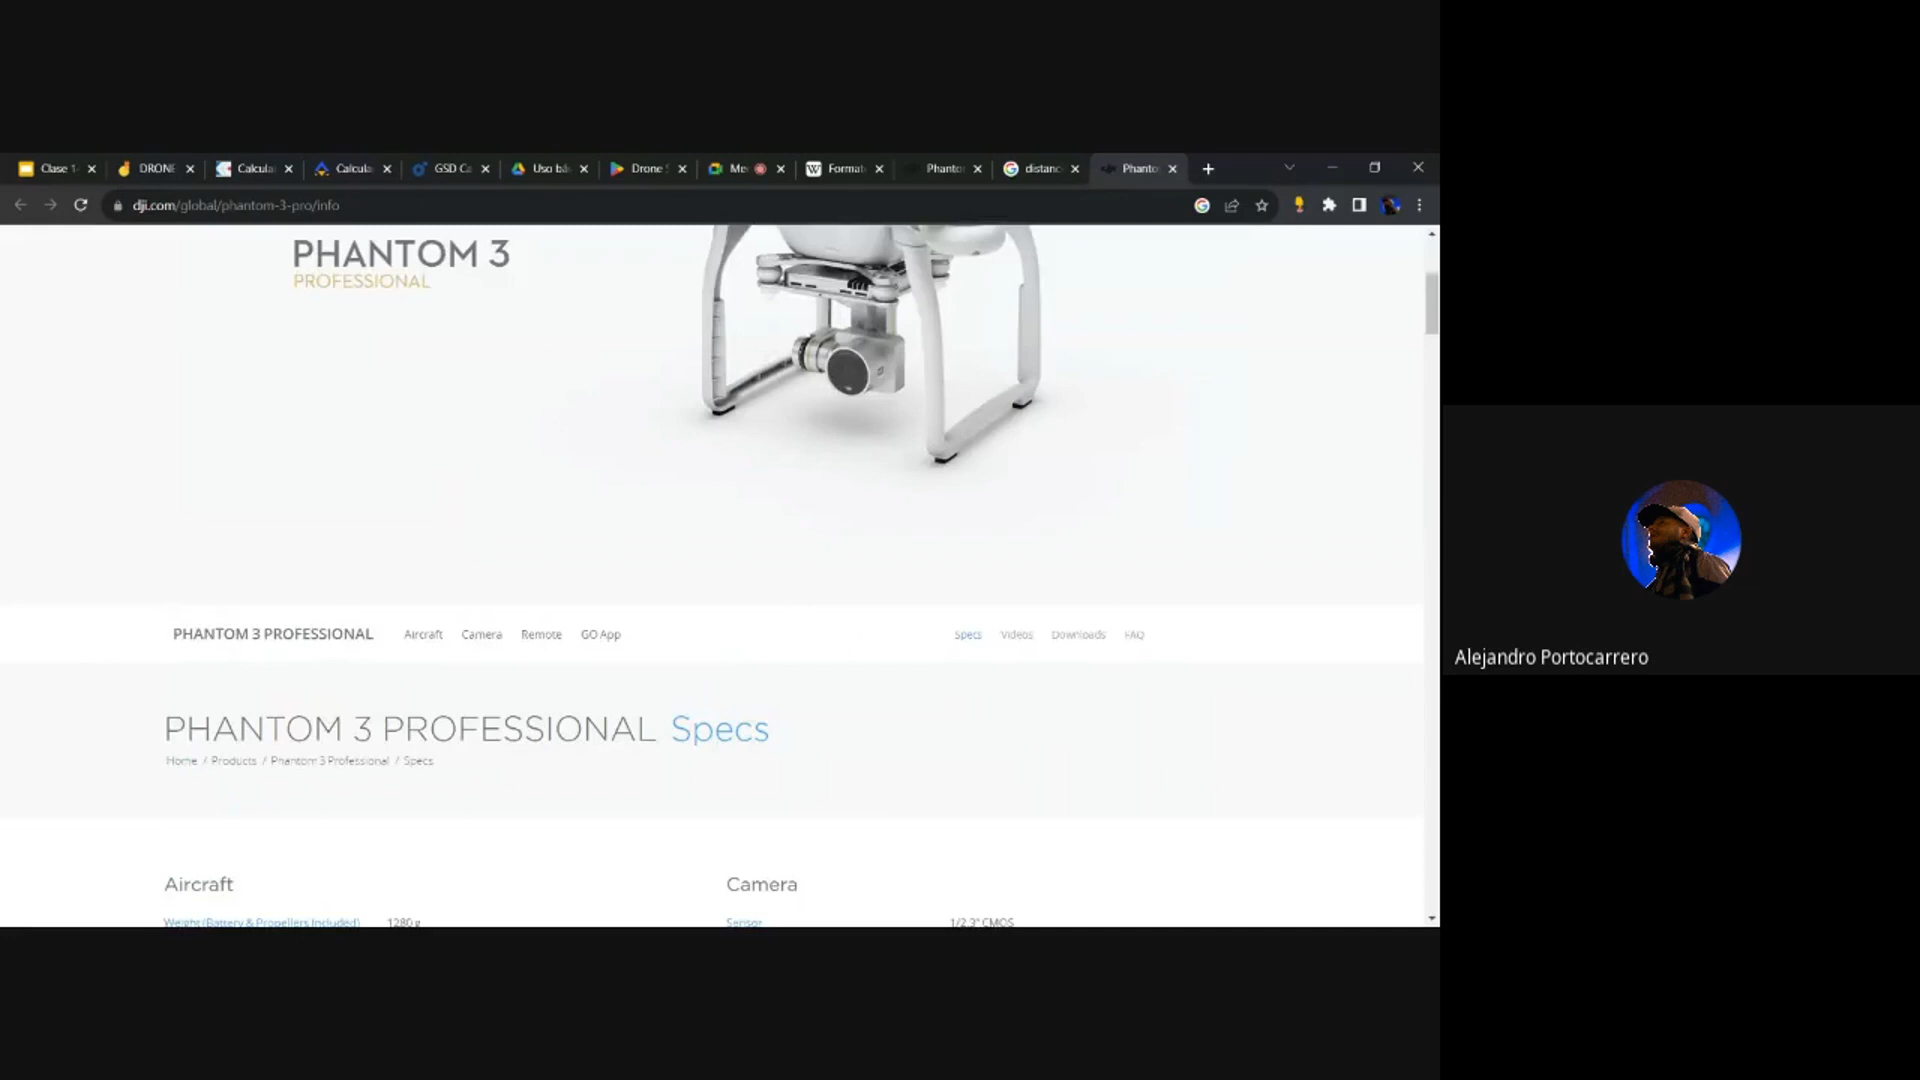 Clase 1
DRONE
Calcula
Calcula
GSD Ca
Uso bá
Drone S
Me
Format
Phantor
distanc
Phanto
dji.com/global/phantom-3-pro/info
PHANTOM 3
PROFESSIONAL
PHANTOM 3 PROFESSIONAL Aircraft Camera Remote GO App Specs Videos Downloads FAQ
PHANTOM 3 PROFESSIONAL Specs
Home / Products / Phantom 3 Professional / Specs
Aircraft
Camera
Weight (Battery & Propellers Included) 1280 g
Sensor 1/2.3" CMOS
Alejandro Portocarrero